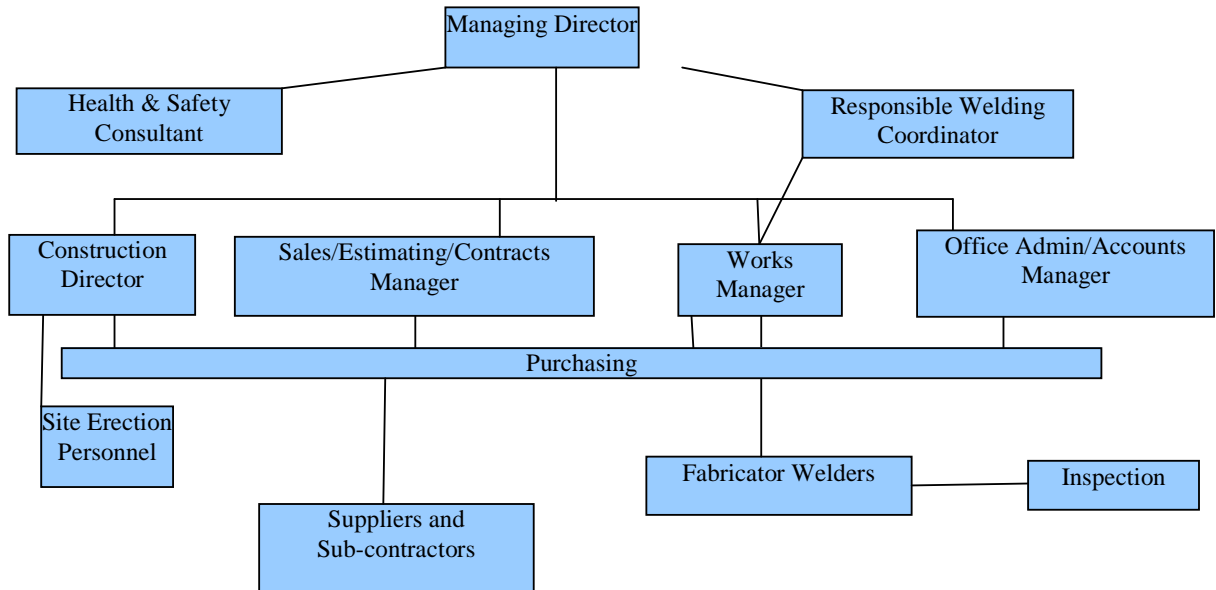 Managing Director
Health & Safety
Consultant
Responsible Welding
Coordinator
Construction
Director
Sales/Estimating/Contracts
Manager
Works
Manager
Office Admin/Accounts
Manager
Purchasing
Site Erection
Personnel
Fabricator Welders
Inspection
Suppliers and
Sub-contractors